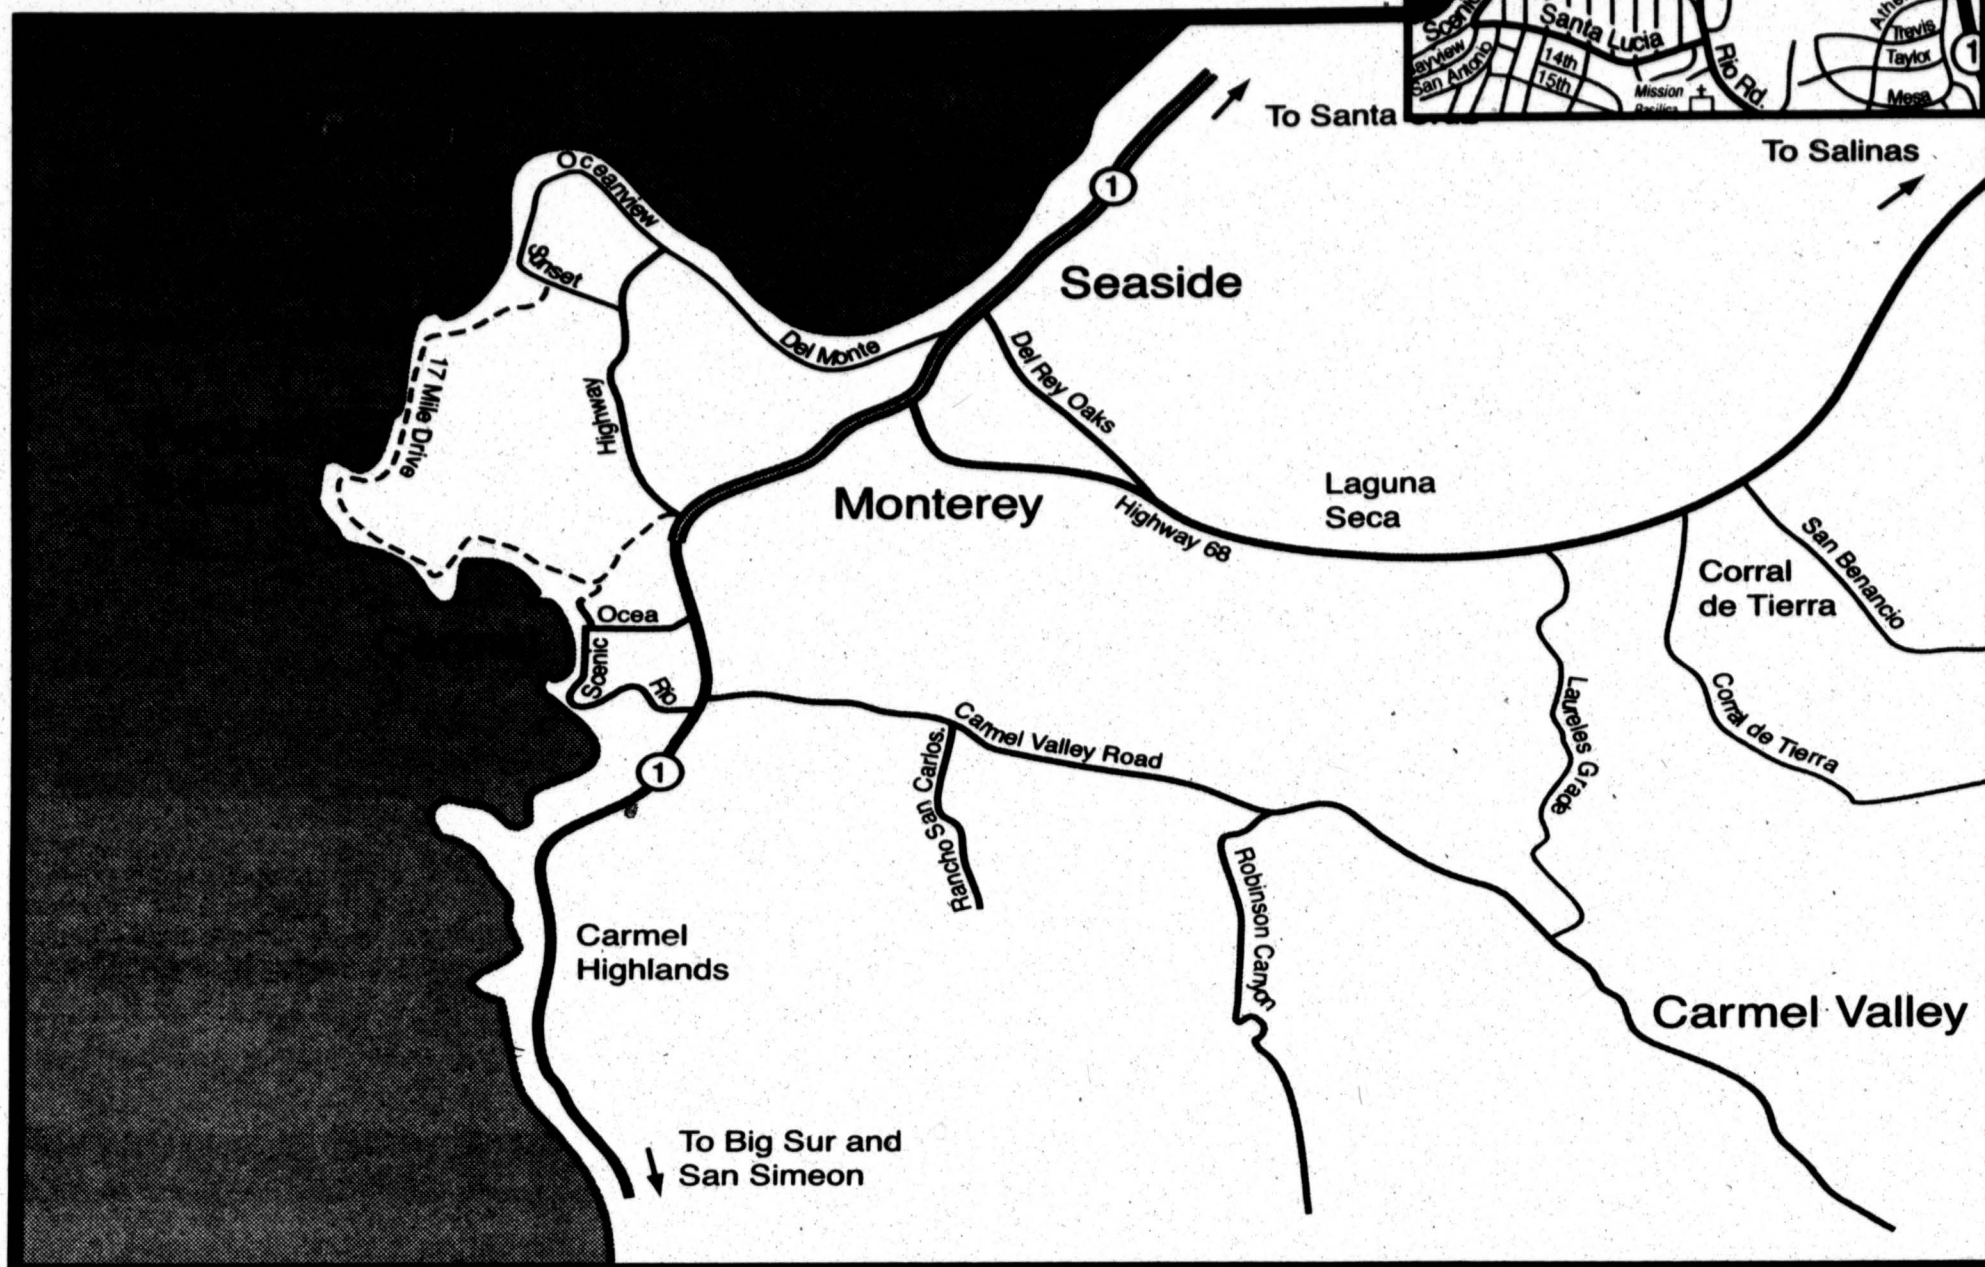 Scenic
Santa Lucia
ayview
San Antonio
14th
15th
Mission
Rio Rd.
Trevis
Taylor
Mesa
1
To Santa
To Salinas
1
Oceanview
Sunset
Seaside
Del Monte
Del Rey Oaks
17 Mile Drive
Highway
Monterey
Highway 68
Laguna
Seca
Corral
de Tierra
San Benancio
Ocea
Scenic
Rio
Carmel Valley Road
Rancho San Carlos.
Laureles Grade
Corral de Tierra
1
Robinson Canyon
Carmel
Highlands
Carmel Valley
To Big Sur and
San Simeon